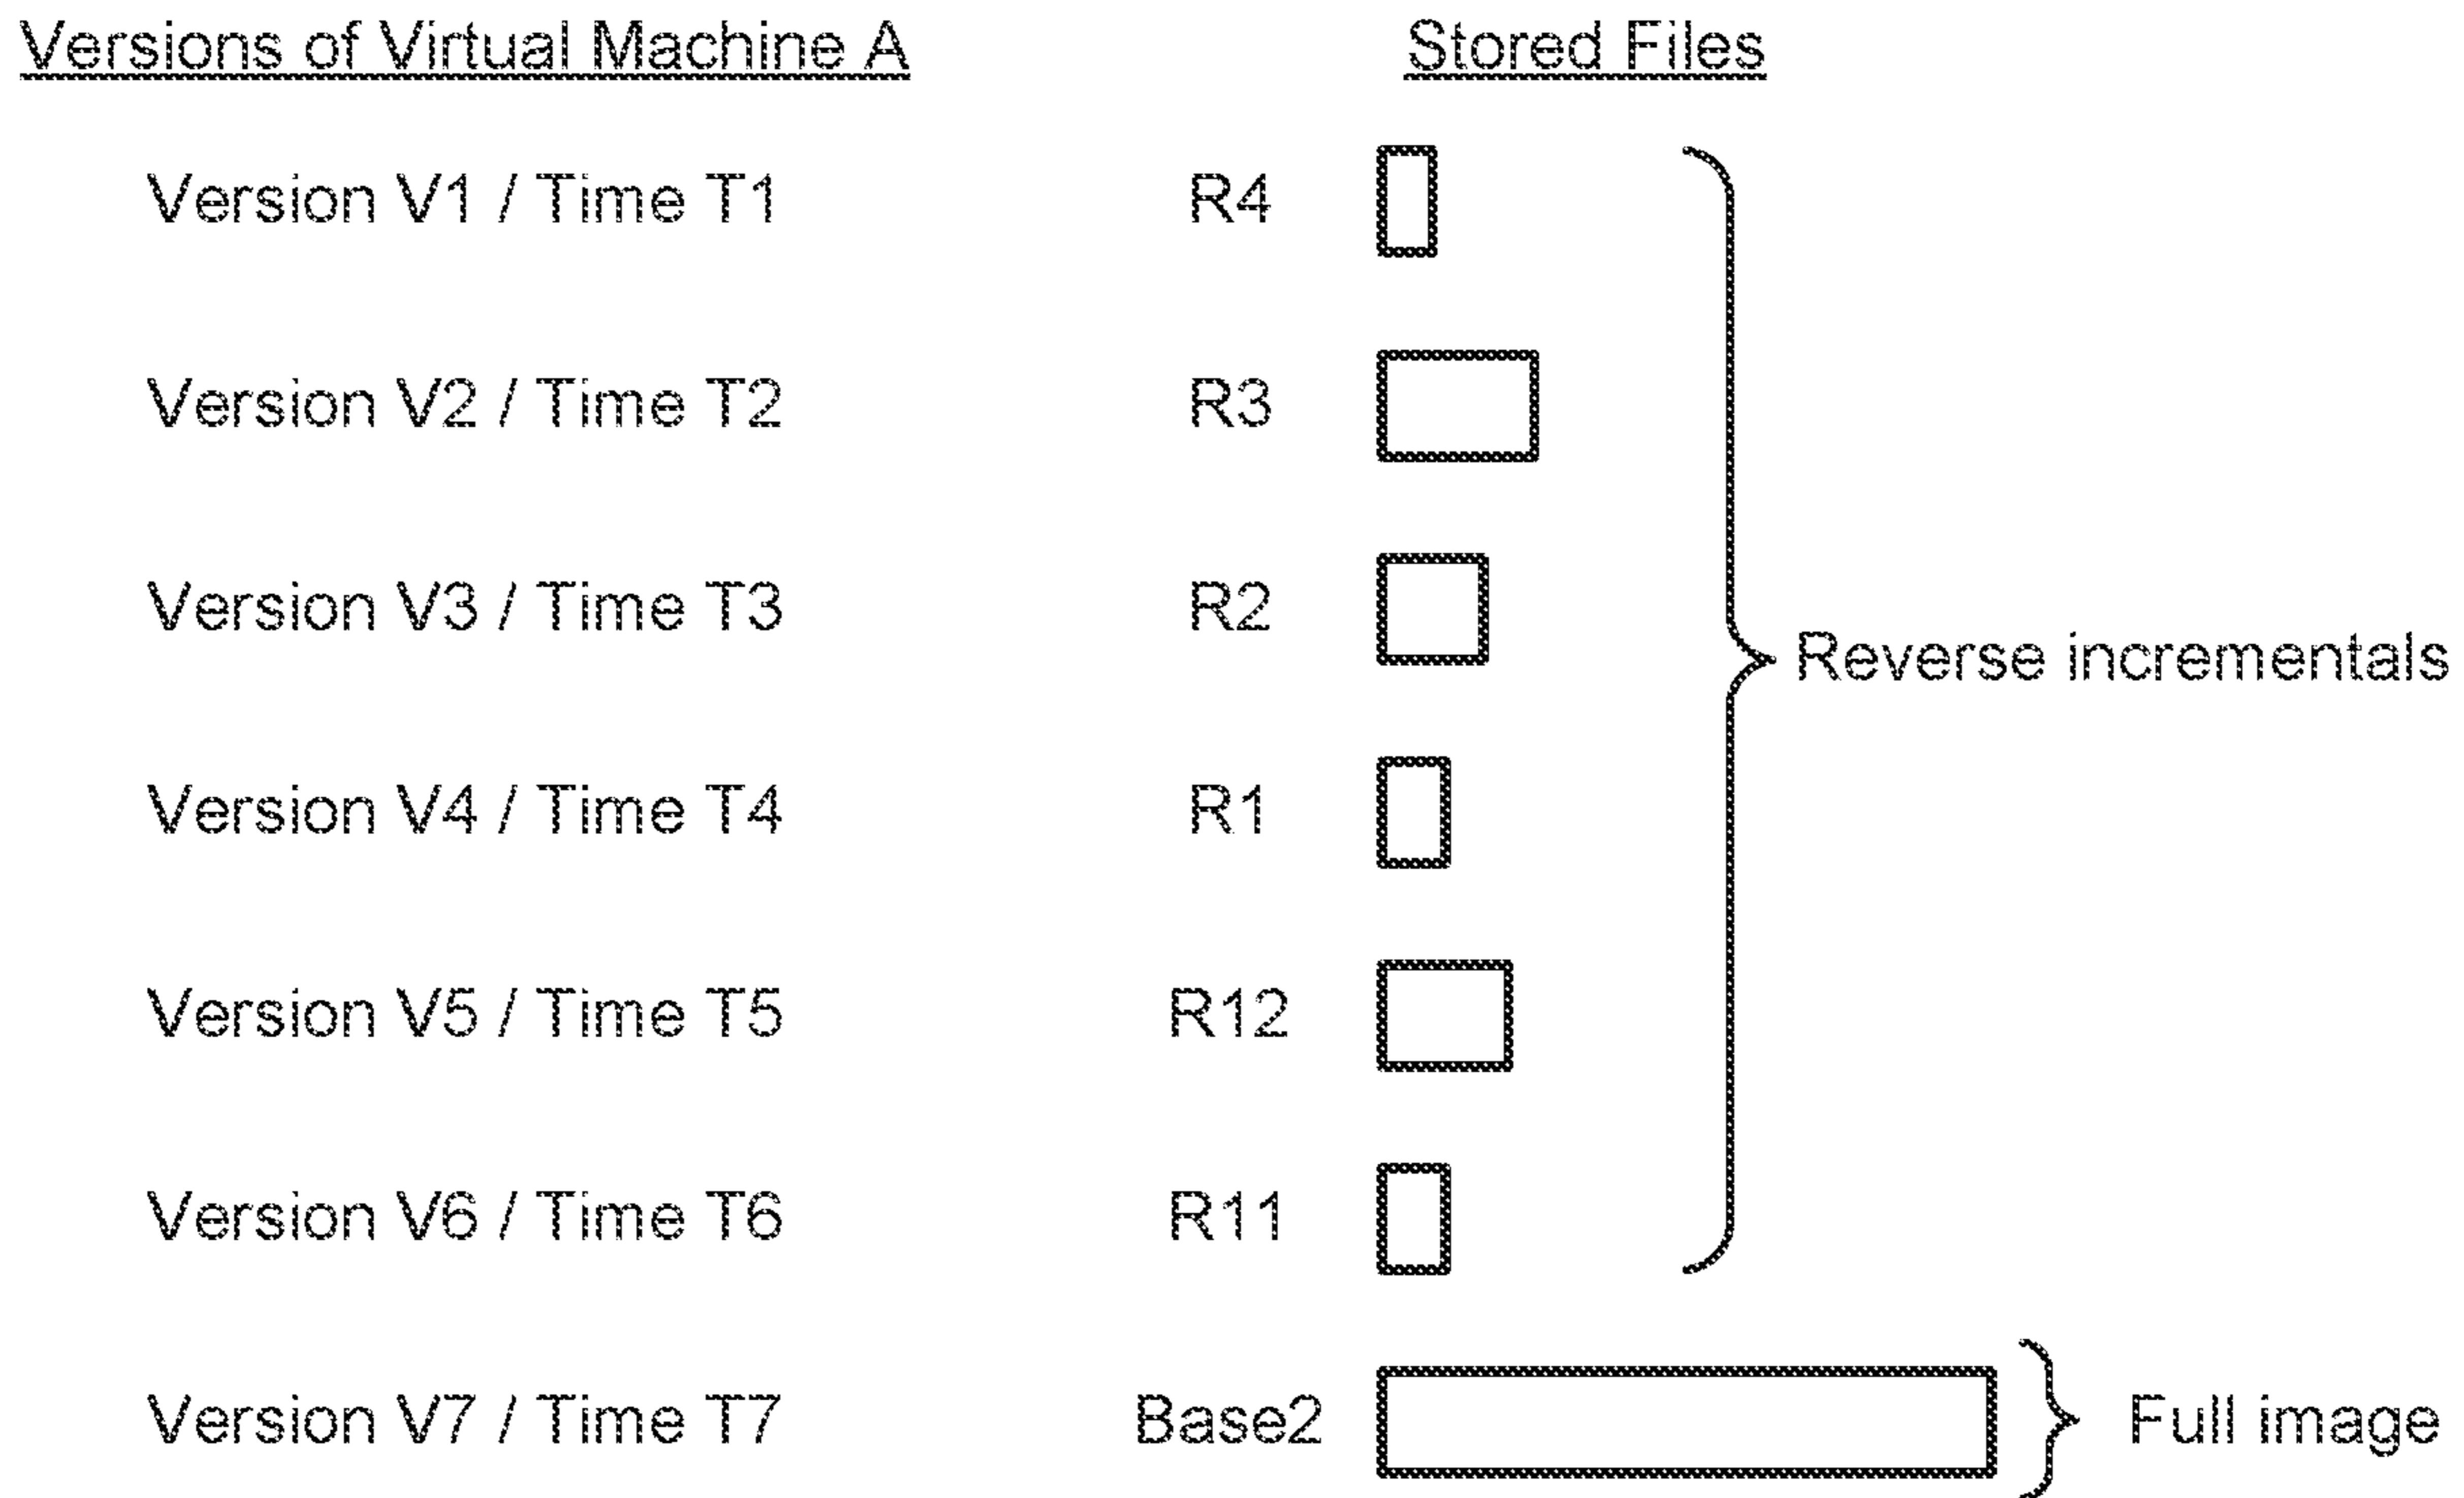 Versions of Virtual Machine A Stored Files
Version V1 / Time T1 R4
Version V2 / Time T2 R3
Version V3 / Time T3 R2
Reverse incrementals
Version V4 / Time T4 R1
Version V5 / Time T5 R12
Version V6 / Time T6 R11
Version V7 / Time T7 Base2 Full image